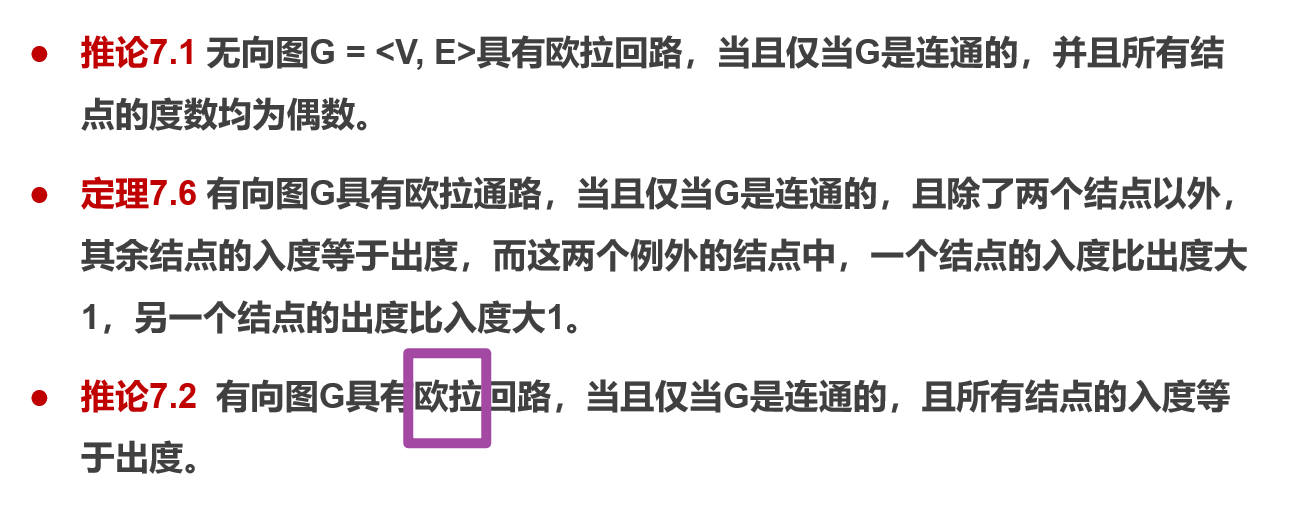 ● 推论7.1 无向图G = <V, E>具有欧拉回路，当且仅当G是连通的，并且所有结
点的度数均为偶数。
● 定理7.6 有向图G具有欧拉通路，当且仅当G是连通的，且除了两个结点以外，
其余结点的入度等于出度，而这两个例外的结点中，一个结点的入度比出度大
1，另一个结点的出度比入度大1。
● 推论7.2 有向图G具有欧拉回路，当且仅当G是连通的，且所有结点的入度等
于出度。